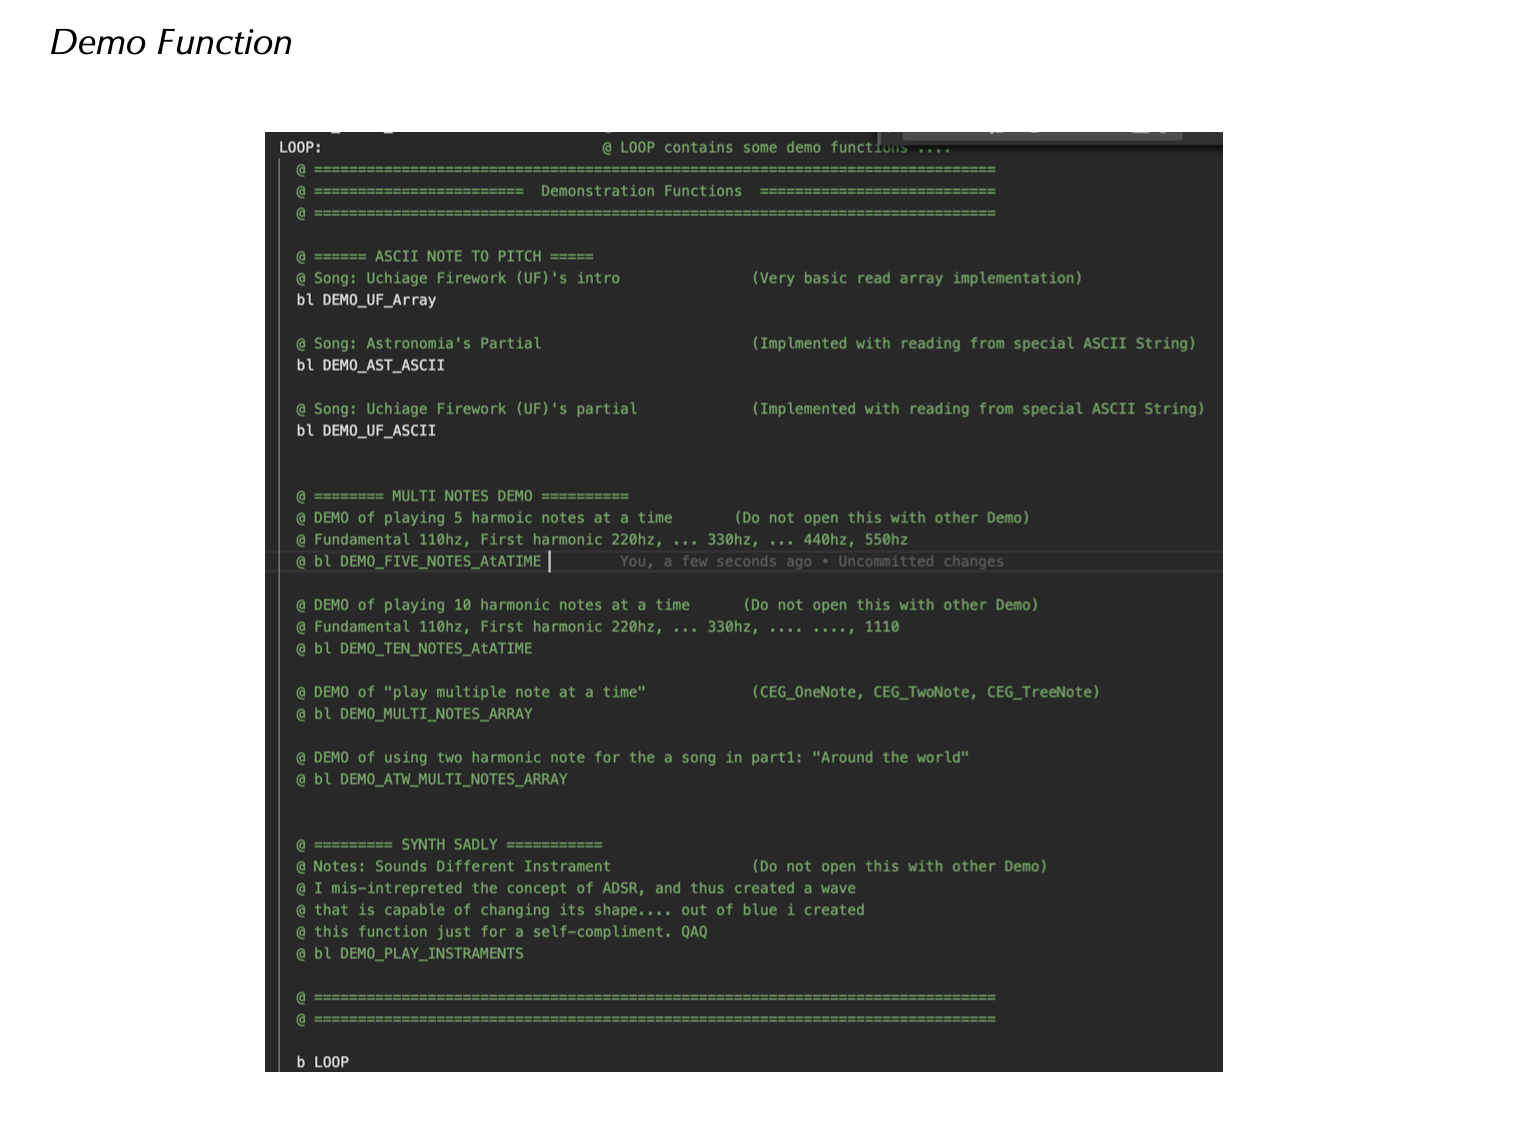 Demo Function
LOOP: @ LOOP contains some demo functions ....
@ ==============================================================================
@ ======================== Demonstration Functions ===========================
@ ==============================================================================
@ ====== ASCII NOTE TO PITCH =====
@ Song: Uchiage Firework (UF)'s intro (Very basic read array implementation)
bl DEMO_UF_Array
@ Song: Astronomia's Partial (Implmented with reading from special ASCII String)
bl DEMO_AST_ASCII
@ Song: Uchiage Firework (UF)'s partial (Implemented with reading from special ASCII String)
bl DEMO_UF_ASCII
@ ======== MULTI NOTES DEMO ==========
@ DEMO of playing 5 harmoic notes at a time (Do not open this with other Demo)
@ Fundamental 110hz, First harmonic 220hz, ... 330hz, ... 440hz, 550hz
@ bl DEMO_FIVE_NOTES_AtATIME You, a few seconds ago • Uncommitted changes
@ DEMO of playing 10 harmonic notes at a time (Do not open this with other Demo)
@ Fundamental 110hz, First harmonic 220hz, ... 330hz, .... ...., 1110
@ bl DEMO_TEN_NOTES_AtATIME
@ DEMO of "play multiple note at a time" (CEG_OneNote, CEG_TwoNote, CEG_TreeNote)
@ bl DEMO_MULTI_NOTES_ARRAY
@ DEMO of using two harmonic note for the a song in part1: "Around the world"
@ bl DEMO_ATW_MULTI_NOTES_ARRAY
@ ========= SYNTH SADLY ===========
@ Notes: Sounds Different Instrament (Do not open this with other Demo)
@ I mis-intrepreted the concept of ADSR, and thus created a wave
@ that is capable of changing its shape.... out of blue i created
@ this function just for a self-compliment. QAQ
@ bl DEMO_PLAY_INSTRAMENTS
@ ==============================================================================
@ ==============================================================================
b LOOP